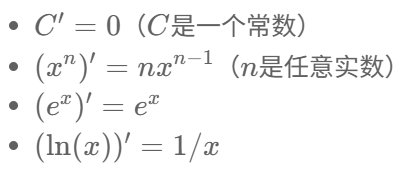 • C′ = 0（C是一个常数）
• (xⁿ)′ = nxⁿ⁻¹（n是任意实数）
• (eˣ)′ = eˣ
• (ln(x))′ = 1/x